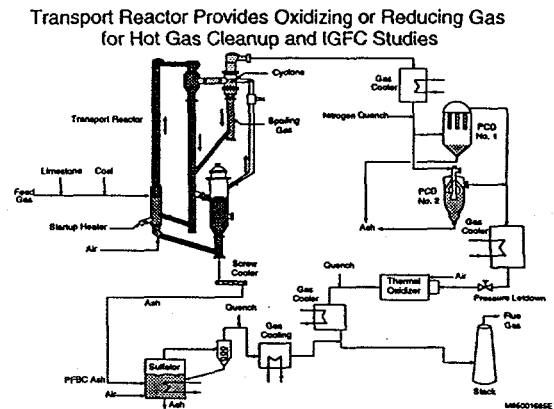 Transport Reactor Provides Oxidizing or Reducing Gas
for Hot Gas Cleanup and IGFC Studies
Cyclone
Gas
Cooler
Transport Reactor
Spoiling
Gas
Nitrogen Quench
PCD
No. 1
Limestone
Coal
Feed
Gas
PCD
No. 2
Startup Heater
Ash
Gas
Cooler
Air
Screw
Cooler
Quench
Thermal
Oxidizer
Air
Pressure Letdown
Ash
Quench
Gas
Cooler
Flue
Gas
Gas
Cooling
Sulfator
PFBC Ash
Air
Ash
Stack
M95001685E